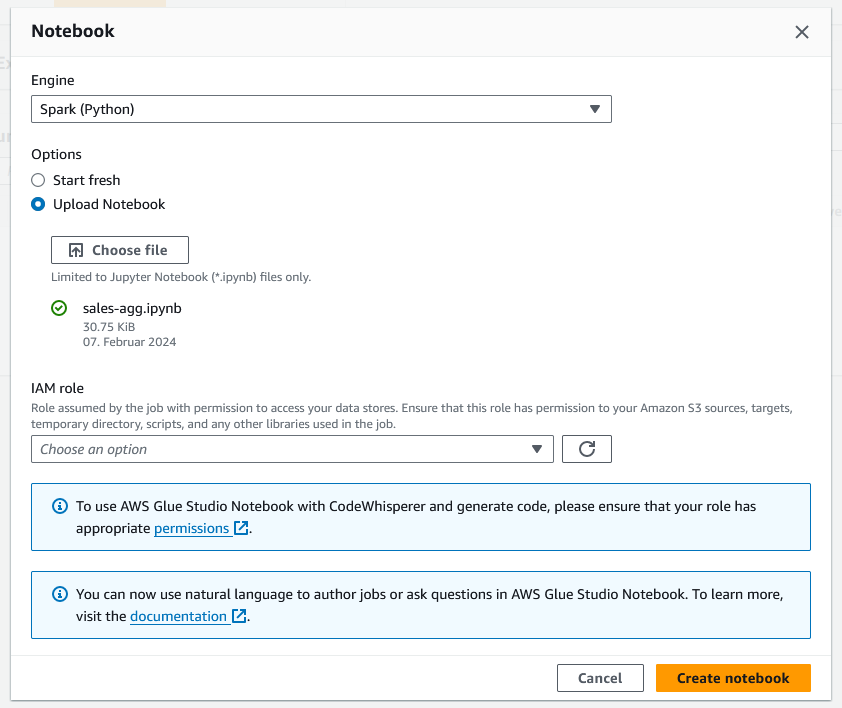 Notebook
Engine
Spark (Python)
Options
Start fresh
Upload Notebook
Choose file
Limited to Jupyter Notebook (*.ipynb) files only.
sales-agg.ipynb
30.75 KiB
07. Februar 2024
IAM role
Role assumed by the job with permission to access your data stores. Ensure that this role has permission to your Amazon S3 sources, targets,
temporary directory, scripts, and any other libraries used in the job.
Choose an option
To use AWS Glue Studio Notebook with CodeWhisperer and generate code, please ensure that your role has
appropriate permissions.
You can now use natural language to author jobs or ask questions in AWS Glue Studio Notebook. To learn more,
visit the documentation.
Cancel
Create notebook